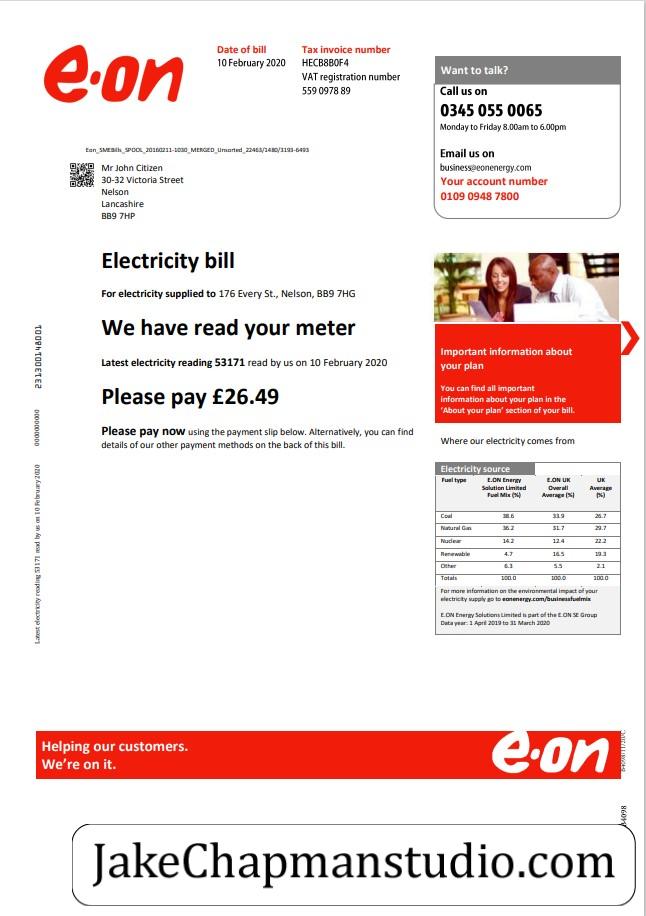 e·on
Date of bill
10 February 2020
Tax invoice number
HECB8B0F4
VAT registration number
559 0978 89
Want to talk?
Call us on
0345 055 0065
Monday to Friday 8.00am to 6.00pm
Email us on
business@eonenergy.com
Your account number
0109 0948 7800
Eon_SMEBills_SPOOL_20160211-1030_MERGED_Unsorted_22463/1480/3193-6493
Mr John Citizen
30-32 Victoria Street
Nelson
Lancashire
BB9 7HP
Electricity bill
For electricity supplied to 176 Every St., Nelson, BB9 7HG
We have read your meter
Latest electricity reading 53171 read by us on 10 February 2020
Please pay £26.49
Please pay now using the payment slip below. Alternatively, you can find
details of our other payment methods on the back of this bill.
Important information about
your plan
You can find all important
information about your plan in the
‘About your plan’ section of your bill.
Where our electricity comes from
Electricity source
Fuel type E.ON Energy Solution Limited Fuel Mix (%) E.ON UK Overall Average (%) UK Average (%)
Coal 38.6 33.9 26.7
Natural Gas 36.2 31.7 29.7
Nuclear 14.2 12.4 22.2
Renewable 4.7 16.5 19.3
Other 6.3 5.5 2.1
Totals 100.0 100.0 100.0
For more information on the environmental impact of your
electricity supply go to eonenergy.com/businessfuelmix
E.ON Energy Solutions Limited is part of the E.ON SE Group
Data year: 1 April 2019 to 31 March 2020
Latest electricity reading 53171 read by us on 10 February 2020 0000000000 231300148001
Helping our customers.
We’re on it.
e·on
JakeChapmanstudio.com